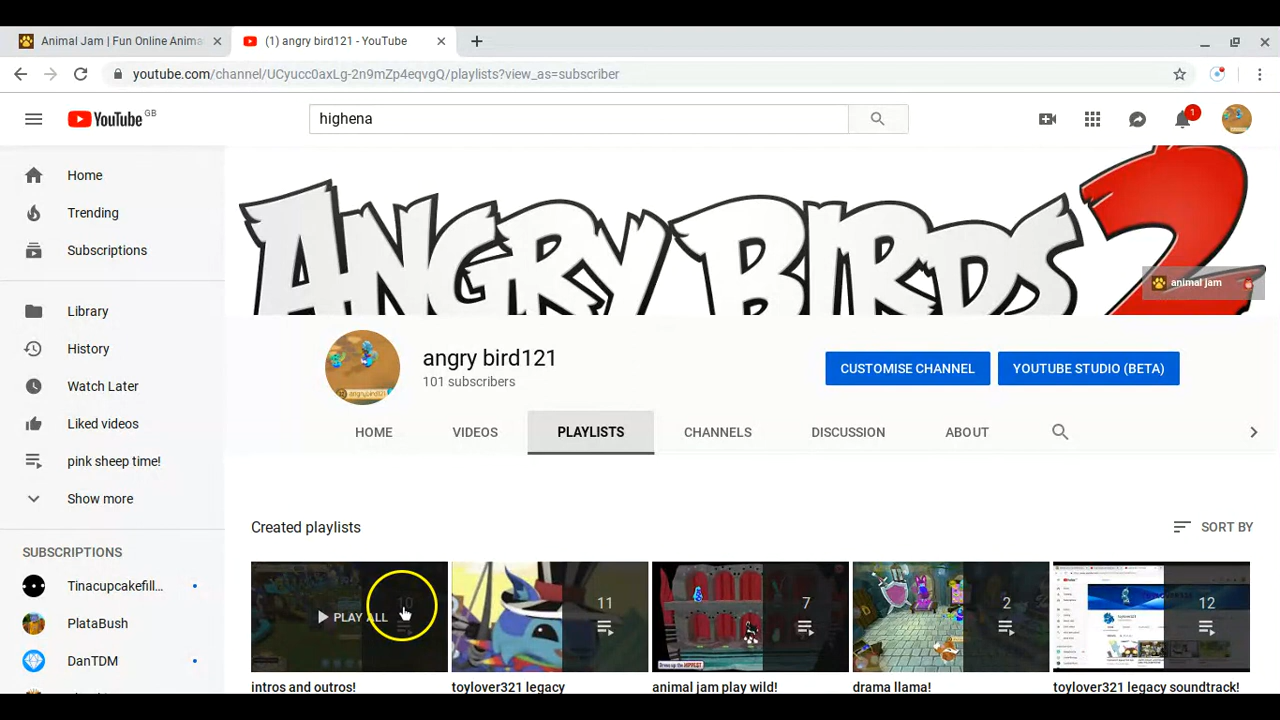 Animal Jam | Fun Online Anima
(1) angry bird121 - YouTube
youtube.com/channel/UCyucc0axLg-2n9mZp4eqvgQ/playlists?view_as=subscriber
YouTube GB
highena
1
Home
Trending
Subscriptions
Library
History
Watch Later
Liked videos
pink sheep time!
Show more
SUBSCRIPTIONS
Tinacupcakefill...
PlataBush
DanTDM
ANGRY BIRDS 2
animal jam
angry bird121
101 subscribers
CUSTOMISE CHANNEL
YOUTUBE STUDIO (BETA)
HOME
VIDEOS
PLAYLISTS
CHANNELS
DISCUSSION
ABOUT
Created playlists
SORT BY
PLAY ALL
10
11
7
2
12
intros and outros!
toylover321 legacy
animal jam play wild!
drama llama!
toylover321 legacy soundtrack!